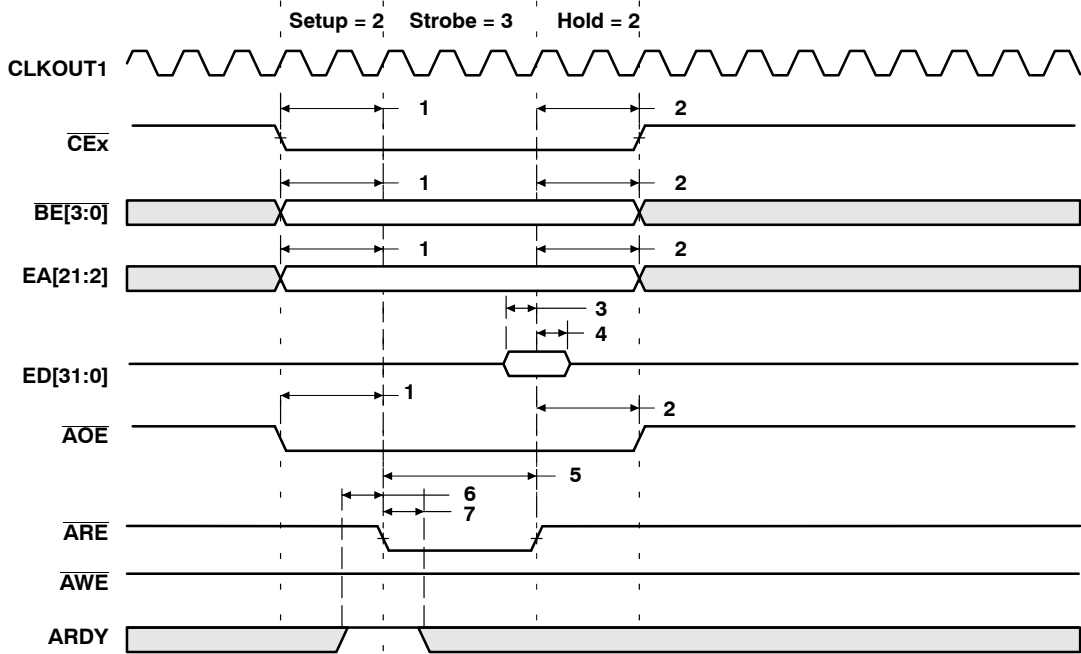 Setup = 2 Strobe = 3 Hold = 2
CLKOUT1
1 2
CEx
1 2
BE[3:0]
1 2
EA[21:2]
3
4
ED[31:0]
1
2
AOE
5
6
7
ARE
AWE
ARDY